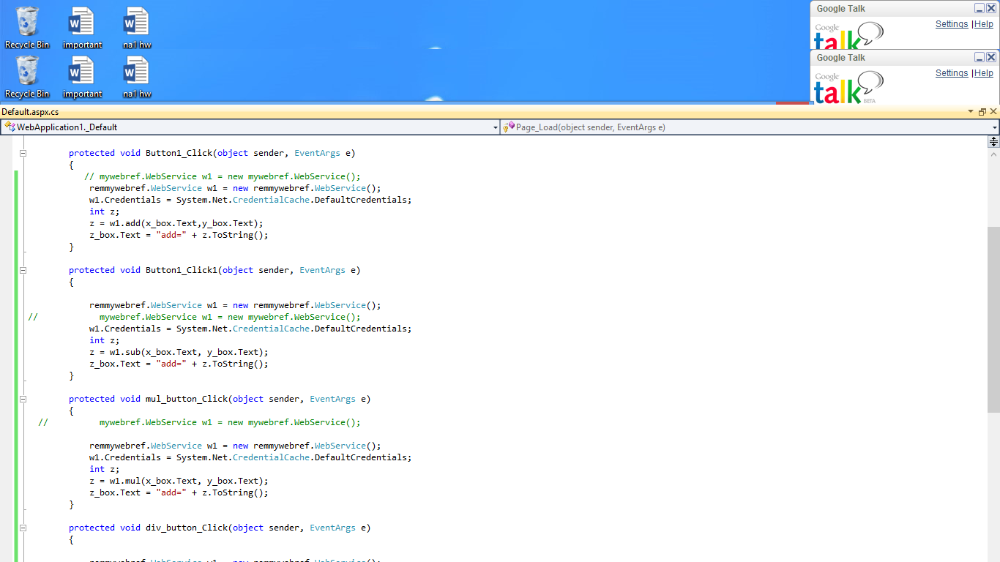 Recycle Bin important na1 hw
Google Talk
Settings | Help
Google
talk
Recycle Bin important na1 hw
Google Talk
Settings | Help
Google
talk
BETA
Default.aspx.cs
WebApplication1._Default Page_Load(object sender, EventArgs e)
protected void Button1_Click(object sender, EventArgs e)
{
// mywebref.WebService w1 = new mywebref.WebService();
remmywebref.WebService w1 = new remmywebref.WebService();
w1.Credentials = System.Net.CredentialCache.DefaultCredentials;
int z;
z = w1.add(x_box.Text,y_box.Text);
z_box.Text = "add=" + z.ToString();
}
protected void Button1_Click1(object sender, EventArgs e)
{
remmywebref.WebService w1 = new remmywebref.WebService();
// mywebref.WebService w1 = new mywebref.WebService();
w1.Credentials = System.Net.CredentialCache.DefaultCredentials;
int z;
z = w1.sub(x_box.Text, y_box.Text);
z_box.Text = "add=" + z.ToString();
}
protected void mul_button_Click(object sender, EventArgs e)
{
// mywebref.WebService w1 = new mywebref.WebService();
remmywebref.WebService w1 = new remmywebref.WebService();
w1.Credentials = System.Net.CredentialCache.DefaultCredentials;
int z;
z = w1.mul(x_box.Text, y_box.Text);
z_box.Text = "add=" + z.ToString();
}
protected void div_button_Click(object sender, EventArgs e)
{
remmywebref.WebService w1 = new remmywebref.WebService();